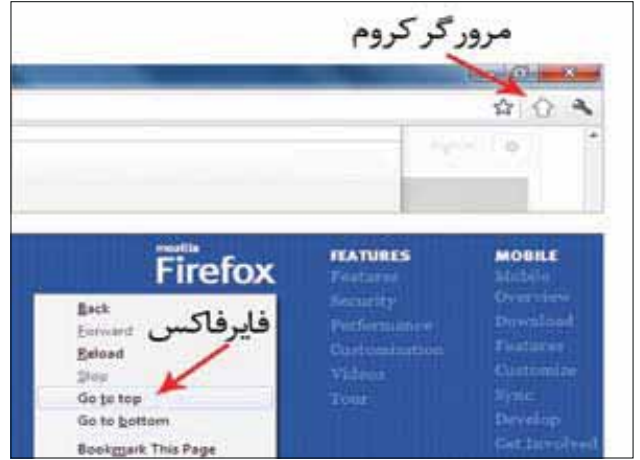 مرورگر کروم
mozilla
Firefox
Back
Forward
Reload
Stop
Go to top
Go to bottom
Bookmark This Page
فایرفاکس
FEATURES
Features
Security
Performance
Customization
Videos
Tour
MOBILE
Mobile
Overview
Download
Features
Customize
Sync
Develop
Get Involved